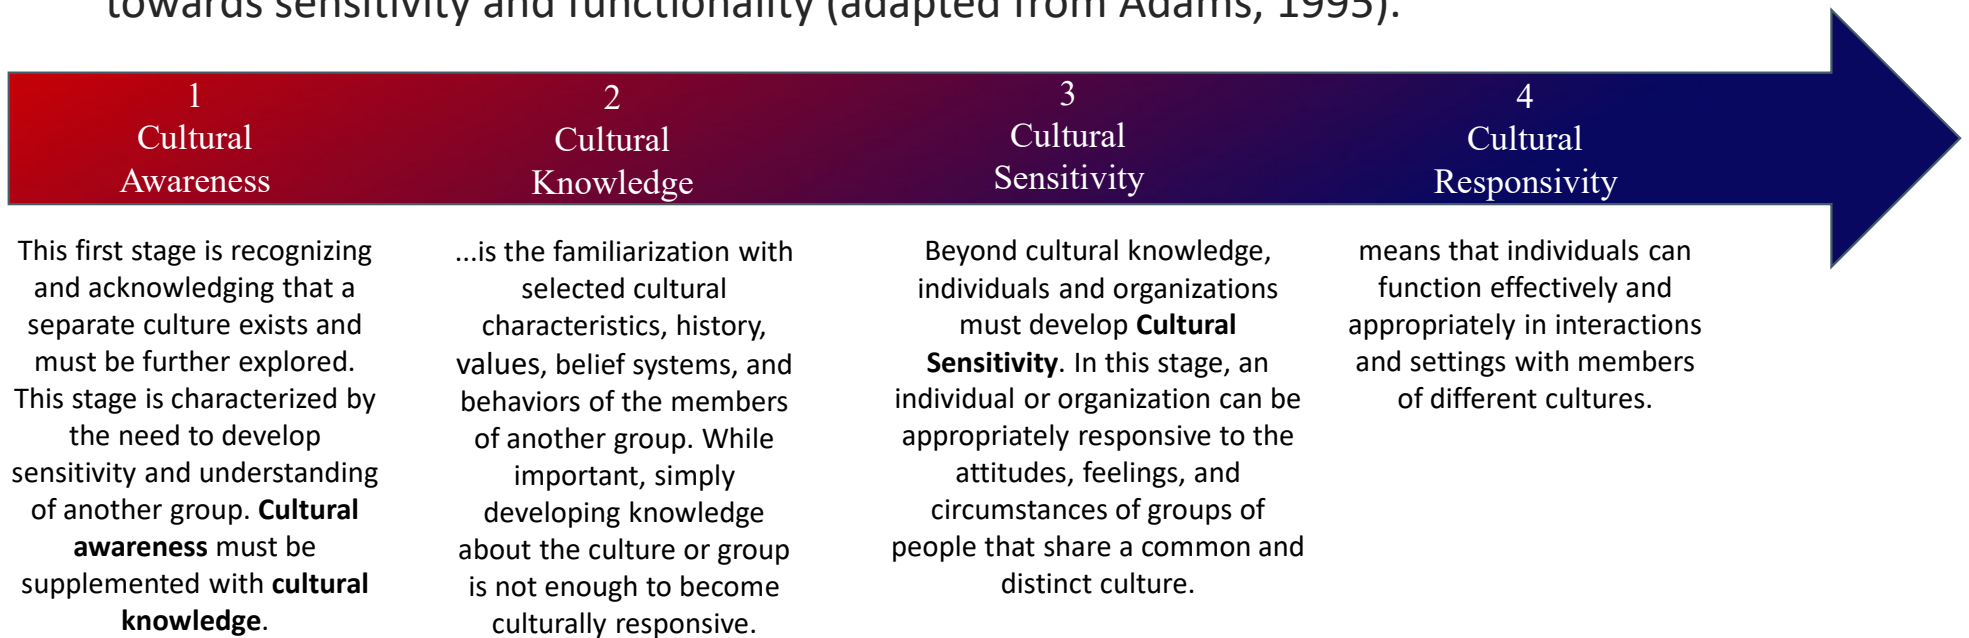 towards sensitivity and functionality (adapted from Adams, 1995).
1
Cultural
Awareness
2
Cultural
Knowledge
3
Cultural
Sensitivity
4
Cultural
Responsivity
This first stage is recognizing
and acknowledging that a
separate culture exists and
must be further explored.
This stage is characterized by
the need to develop
sensitivity and understanding
of another group. Cultural
awareness must be
supplemented with cultural
knowledge.
...is the familiarization with
selected cultural
characteristics, history,
values, belief systems, and
behaviors of the members
of another group. While
important, simply
developing knowledge
about the culture or group
is not enough to become
culturally responsive.
Beyond cultural knowledge,
individuals and organizations
must develop Cultural
Sensitivity. In this stage, an
individual or organization can be
appropriately responsive to the
attitudes, feelings, and
circumstances of groups of
people that share a common and
distinct culture.
means that individuals can
function effectively and
appropriately in interactions
and settings with members
of different cultures.